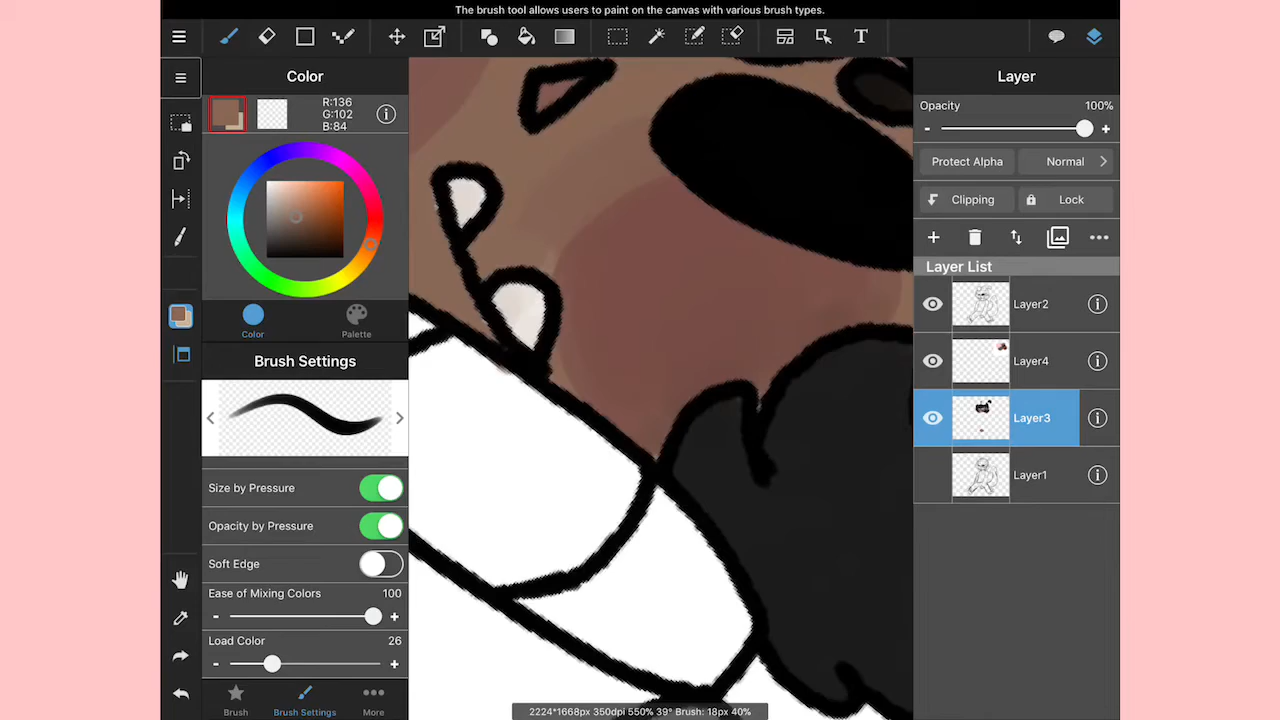 The brush tool allows users to paint on the canvas with various brush types.
T
Color
R:136
G:102
B:84
Color
Palette
Brush Settings
Size by Pressure
Opacity by Pressure
Soft Edge
Ease of Mixing Colors 100
- +
Load Color 26
- +
Brush
Brush Settings
More
2224*1668px 350dpi 550% 39° Brush: 18px 40%
Layer
Opacity 100%
- +
Protect Alpha
Normal
Clipping
Lock
Layer List
Layer2
Layer4
Layer3
Layer1